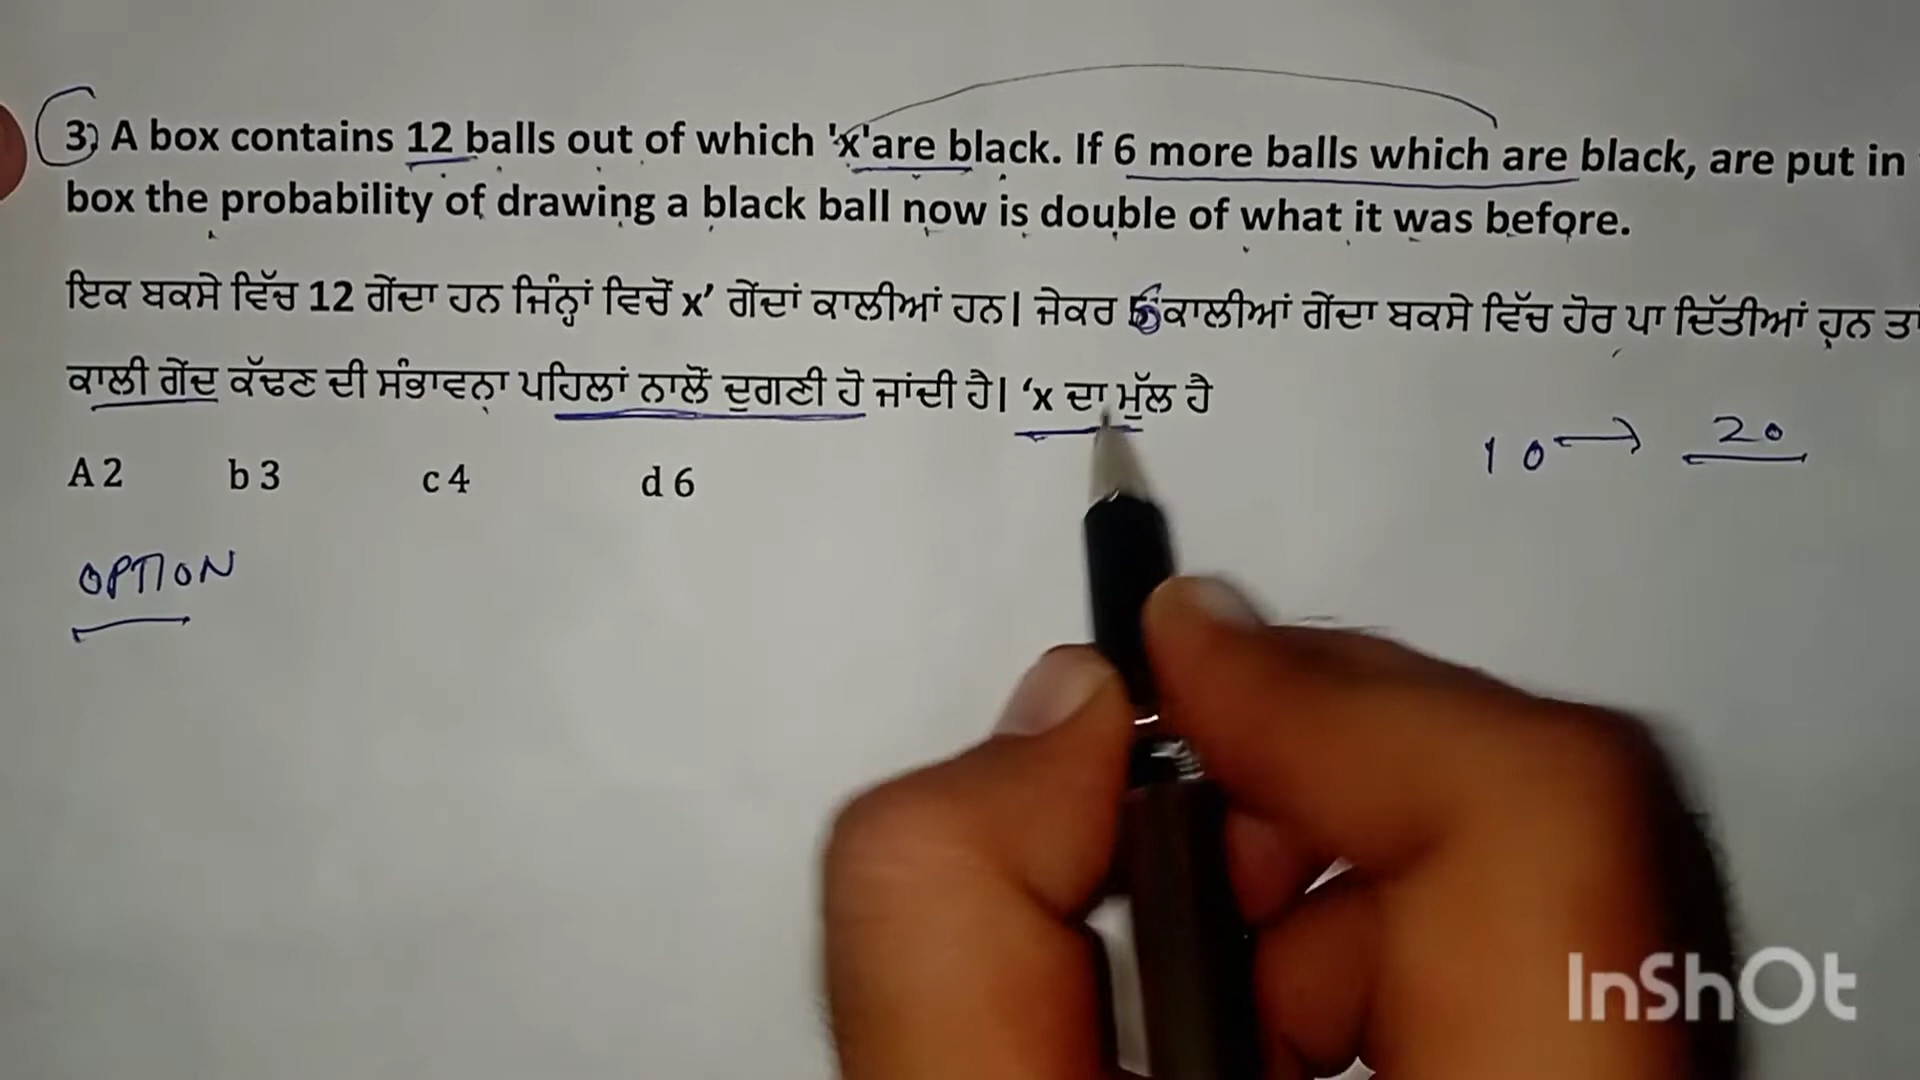 3) A box contains 12 balls out of which 'x'are black. If 6 more balls which are black, are put in
box the probability of drawing a black ball now is double of what it was before.
ਇਕ ਬਕਸੇ ਵਿੱਚ 12 ਗੇਂਦਾ ਹਨ ਜਿੰਨ੍ਹਾਂ ਵਿਚੋਂ x’ ਗੇਂਦਾਂ ਕਾਲੀਆਂ ਹਨ। ਜੇਕਰ 6 ਕਾਲੀਆਂ ਗੇਂਦਾ ਬਕਸੇ ਵਿੱਚ ਹੋਰ ਪਾ ਦਿੱਤੀਆਂ ਹਨ ਤਾਂ
ਕਾਲੀ ਗੇਂਦ ਕੱਢਣ ਦੀ ਸੰਭਾਵਨਾ ਪਹਿਲਾਂ ਨਾਲੋਂ ਦੁਗਣੀ ਹੋ ਜਾਂਦੀ ਹੈ। ‘x ਦਾ ਮੁੱਲ ਹੈ
10 → 20
A 2 b 3 c 4 d 6
OPTION
InShOt